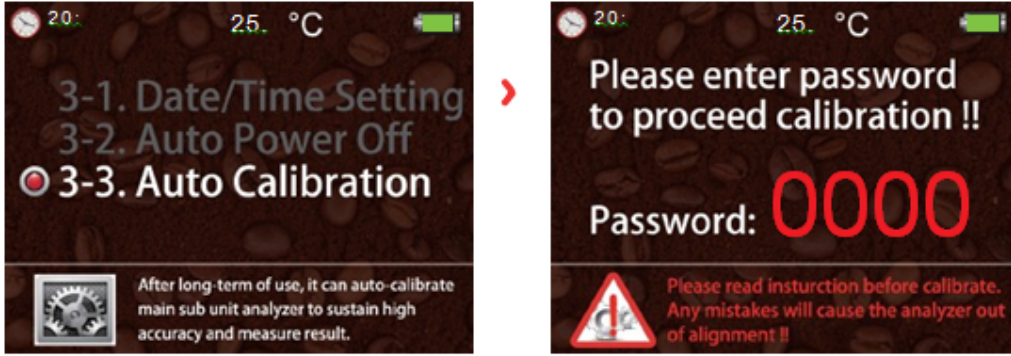 20:
25. °C
3-1. Date/Time Setting
3-2. Auto Power Off
3-3. Auto Calibration
After long-term of use, it can auto-calibrate
main sub unit analyzer to sustain high
accuracy and measure result.
20:
25. °C
Please enter password
to proceed calibration !!
Password: 0000
Please read insturction before calibrate.
Any mistakes will cause the analyzer out
of alignment !!